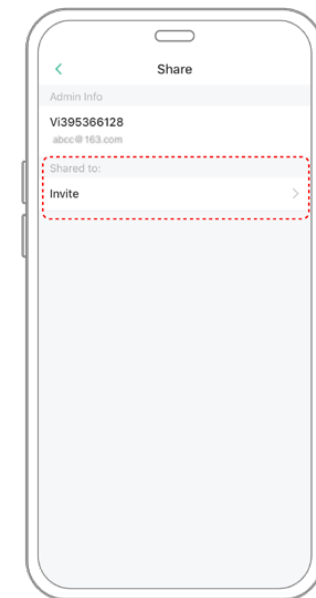 Share
Admin Info
Vi395366128
abcc@163.com
Shared to:
Invite